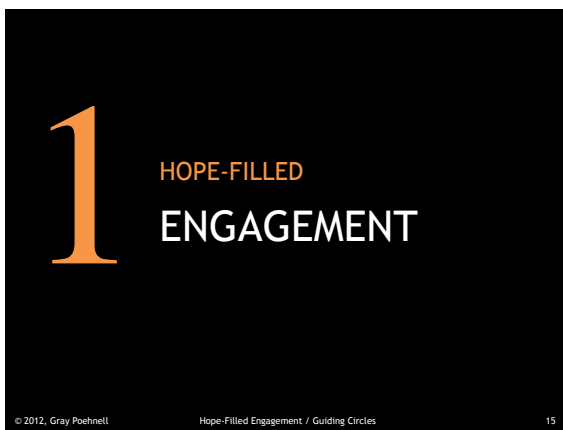 1
HOPE-FILLED
ENGAGEMENT
© 2012, Gray Poehnell Hope-Filled Engagement / Guiding Circles 15